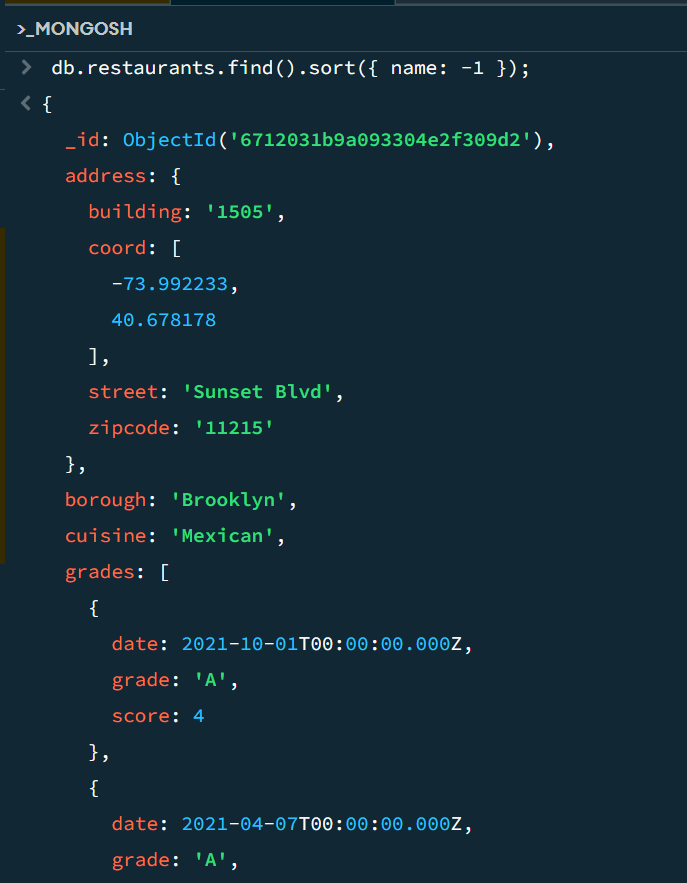 >_MONGOSH
> db.restaurants.find().sort({ name: -1 });
< {
_id: ObjectId('6712031b9a093304e2f309d2'),
address: {
building: '1505',
coord: [
-73.992233,
40.678178
],
street: 'Sunset Blvd',
zipcode: '11215'
},
borough: 'Brooklyn',
cuisine: 'Mexican',
grades: [
{
date: 2021-10-01T00:00:00.000Z,
grade: 'A',
score: 4
},
{
date: 2021-04-07T00:00:00.000Z,
grade: 'A',